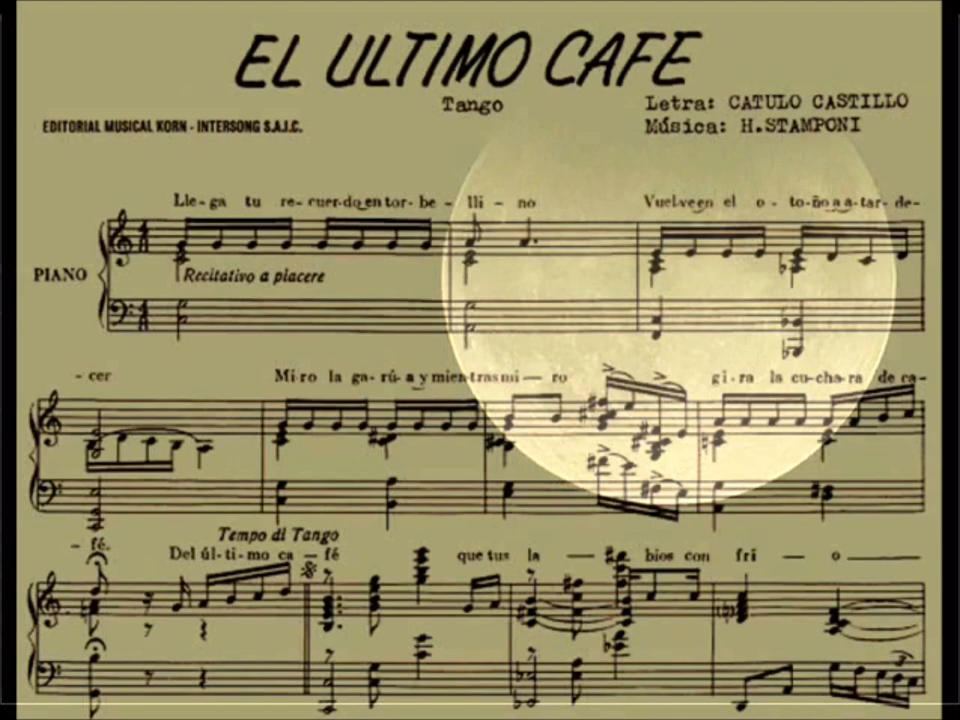 EL ULTIMO CAFE
Tango
Letra: CATULO CASTILLO
Música: H.STAMPONI
EDITORIAL MUSICAL KORN - INTERSONG S.A.I.C.
Lle-ga tu re-cuer-do en tor-be-lli-no Vuel-ve en el o-to-ño a a-tar-de-
PIANO
Recitativo a piacere
-cer Mi-ro la ga-rú-a y mien-tras mi-ro gi-ra la cu-cha-ra de ca-
Tempo di Tango
-fé. Del úl-ti-mo ca-fé que tus la-bios con frí-o
3